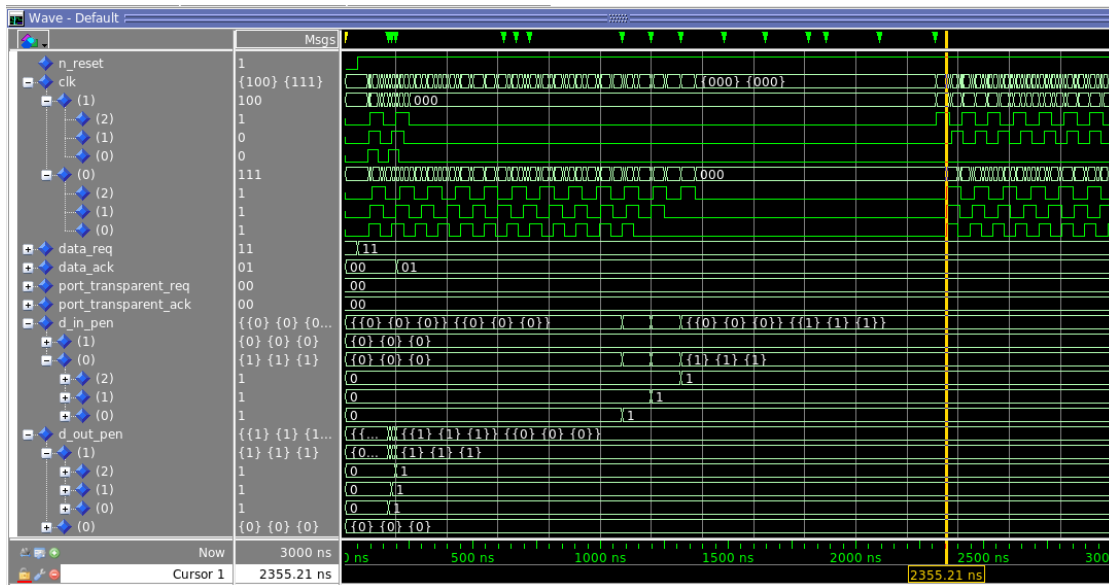 Wave - Default
Msgs
n_reset 1
clk {100} {111} {000} {000}
(1) 100 000
(2) 1
(1) 0
(0) 0
(0) 111 000
(2) 1
(1) 1
(0) 1
data_req 11 11
data_ack 01 00 01
port_transparent_req 00 00
port_transparent_ack 00 00
d_in_pen {{0} {0} {0... {{0} {0} {0}} {{0} {0} {0}} {{0} {0} {0}} {{1} {1} {1}}
(1) {0} {0} {0} {0} {0} {0}
(0) {1} {1} {1} {0} {0} {0} {1} {1} {1}
(2) 1 0 1
(1) 1 0 1
(0) 1 0 1
d_out_pen {{1} {1} {1... {{... {{1} {1} {1}} {{0} {0} {0}}
(1) {1} {1} {1} {0... {1} {1} {1}
(2) 1 0 1
(1) 1 0 1
(0) 1 0 1
(0) {0} {0} {0} {0} {0} {0}
Now 3000 ns ns 500 ns 1000 ns 1500 ns 2000 ns 2500 ns 300
Cursor 1 2355.21 ns 2355.21 ns